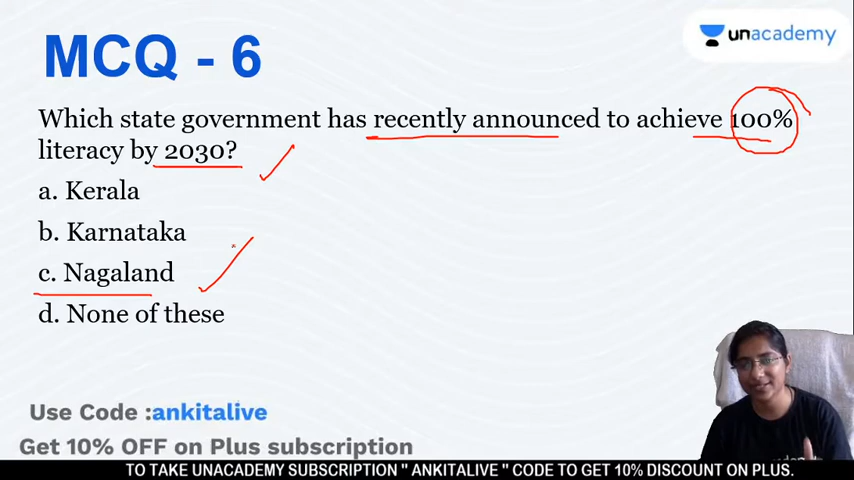 MCQ - 6
unacademy
Which state government has recently announced to achieve 100%
literacy by 2030?
a. Kerala
b. Karnataka
c. Nagaland
d. None of these
Use Code :ankitalive
Get 10% OFF on Plus subscription
TO TAKE UNACADEMY SUBSCRIPTION " ANKITALIVE " CODE TO GET 10% DISCOUNT ON PLUS.